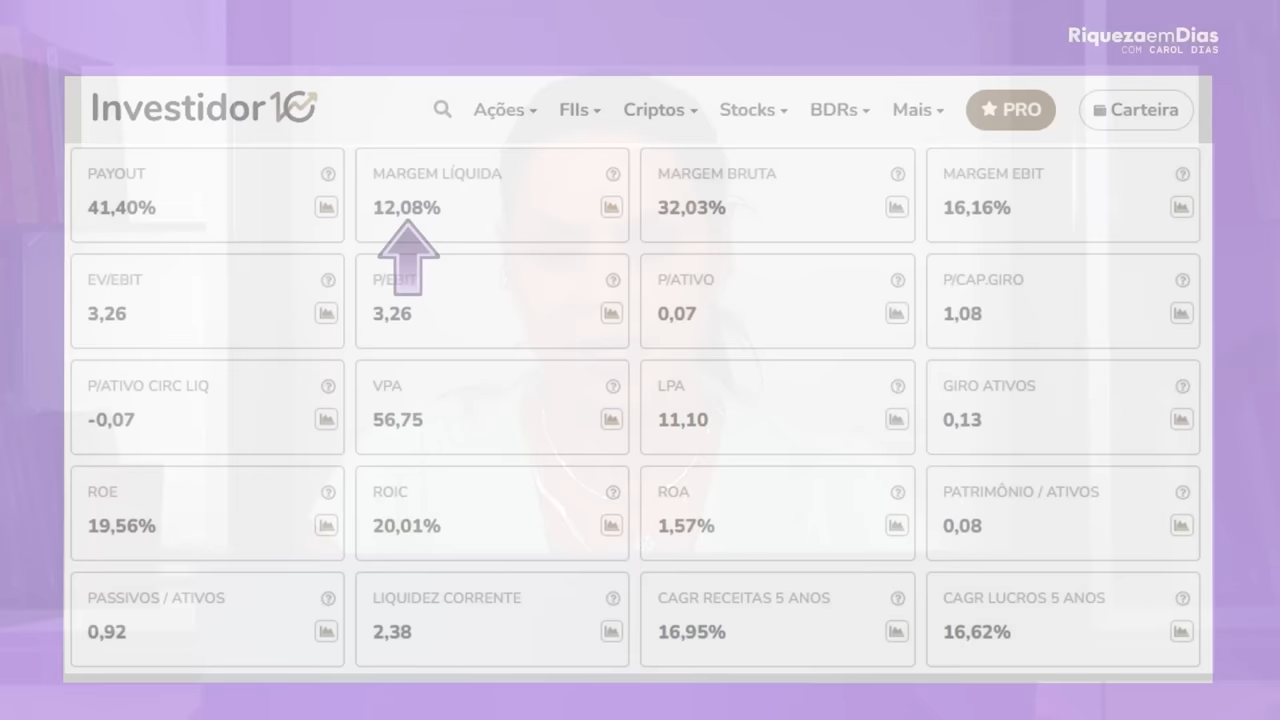 RiquezaemDias
COM CAROL DIAS
Investidor10
Ações FIIs Criptos Stocks BDRs Mais PRO Carteira
PAYOUT MARGEM LÍQUIDA MARGEM BRUTA MARGEM EBIT
41,40% 12,08% 32,03% 16,16%
EV/EBIT P/EBIT P/ATIVO P/CAP.GIRO
3,26 3,26 0,07 1,08
P/ATIVO CIRC LIQ VPA LPA GIRO ATIVOS
-0,07 56,75 11,10 0,13
ROE ROIC ROA PATRIMÔNIO / ATIVOS
19,56% 20,01% 1,57% 0,08
PASSIVOS / ATIVOS LIQUIDEZ CORRENTE CAGR RECEITAS 5 ANOS CAGR LUCROS 5 ANOS
0,92 2,38 16,95% 16,62%